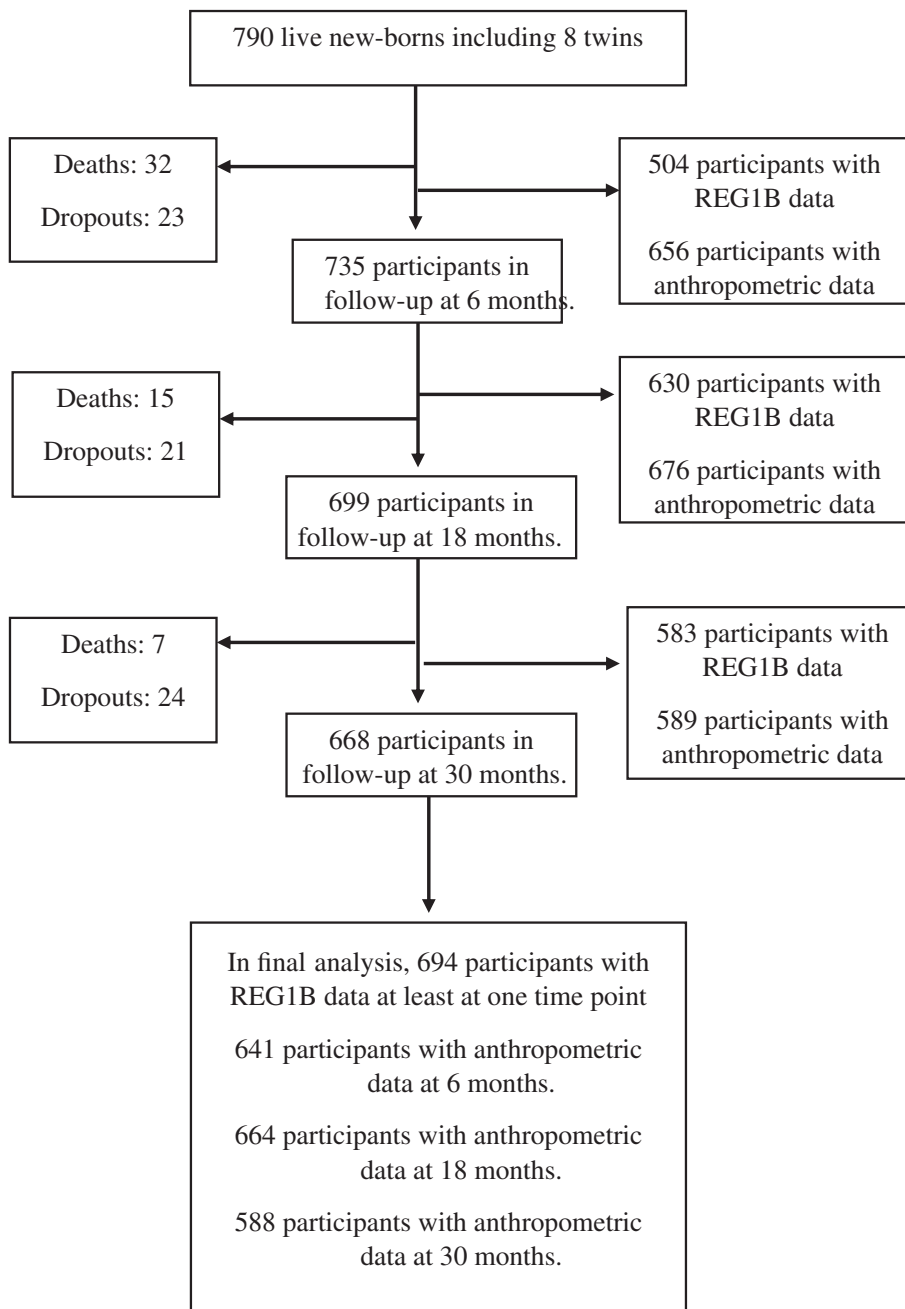 790 live new-borns including 8 twins
Deaths: 32
Dropouts: 23
504 participants with
REG1B data
656 participants with
anthropometric data
735 participants in
follow-up at 6 months.
Deaths: 15
Dropouts: 21
630 participants with
REG1B data
676 participants with
anthropometric data
699 participants in
follow-up at 18 months.
Deaths: 7
Dropouts: 24
583 participants with
REG1B data
589 participants with
anthropometric data
668 participants in
follow-up at 30 months.
In final analysis, 694 participants with
REG1B data at least at one time point
641 participants with anthropometric
data at 6 months.
664 participants with anthropometric
data at 18 months.
588 participants with anthropometric
data at 30 months.